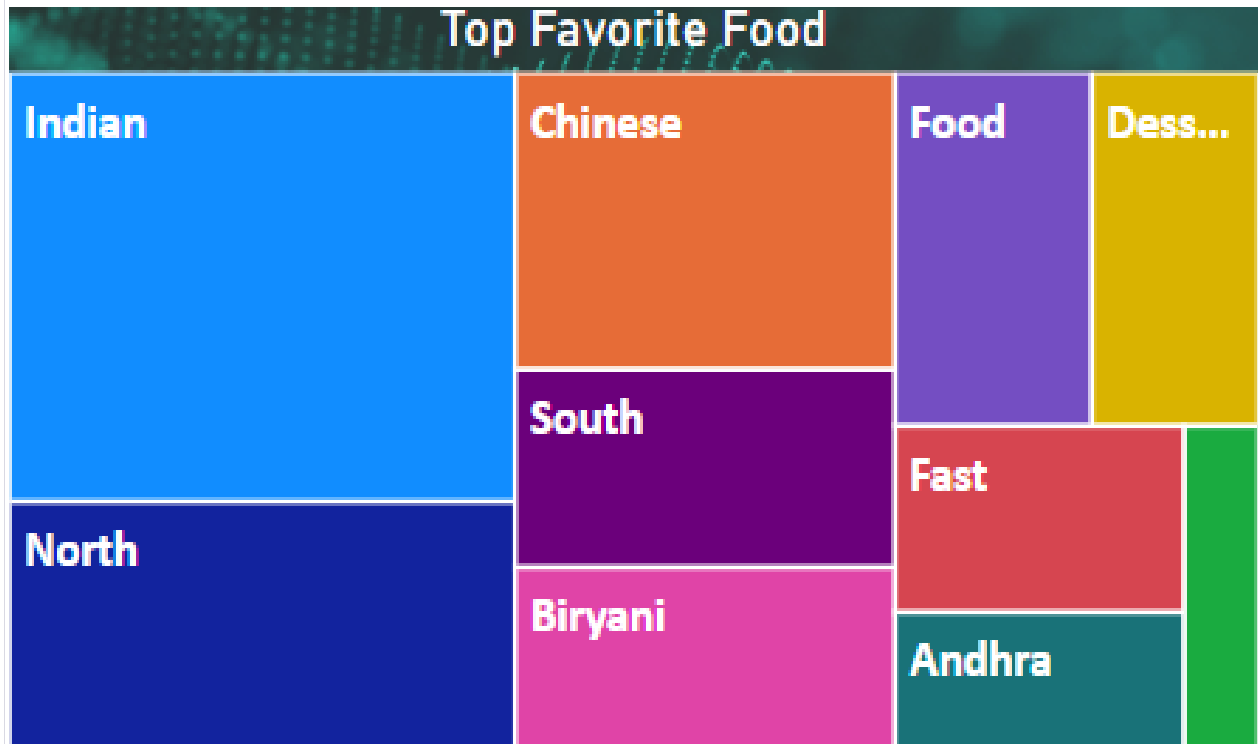 Top Favorite Food
Indian
Chinese
Food
Dess...
South
Fast
North
Biryani
Andhra